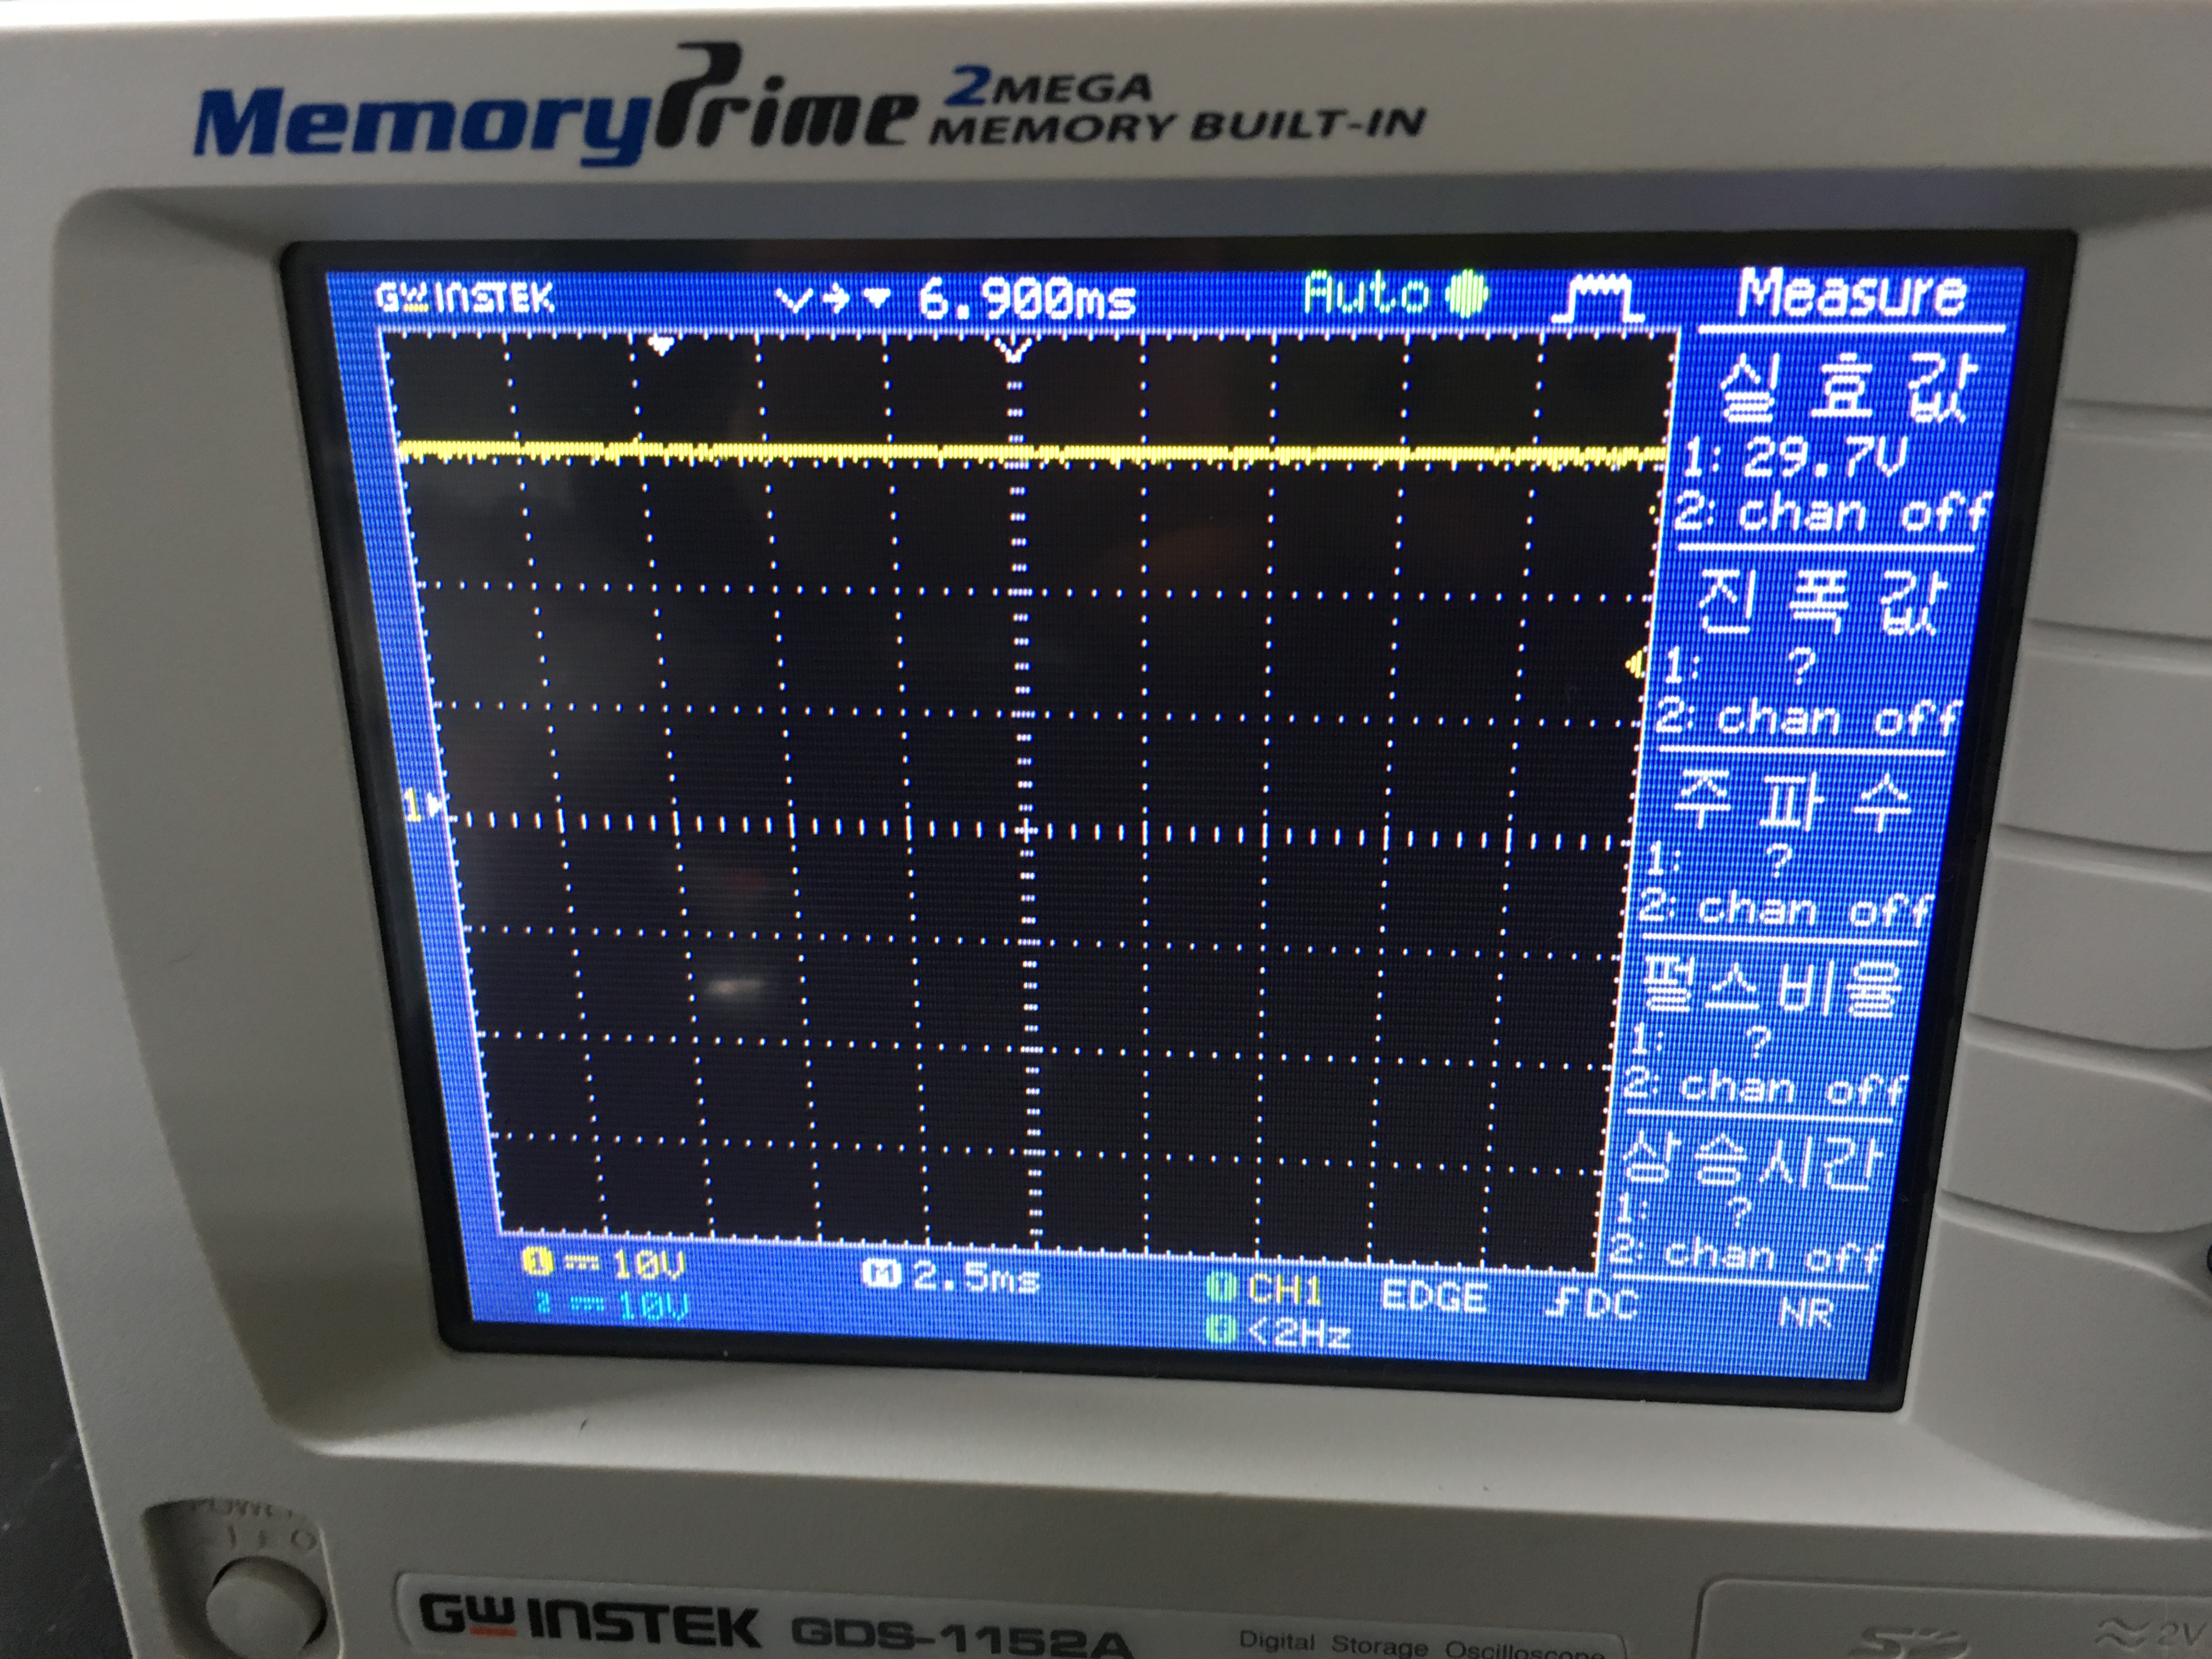 MemoryPrime 2MEGA
MEMORY BUILT-IN
GW INSTEK 6.900ms Auto Measure
실효값
1: 29.7V
2: chan off
진폭값
1: ?
2: chan off
주파수
1: ?
2: chan off
펄스비율
1: ?
2: chan off
상승시간
1: ?
2: chan off
1
1 10V M 2.5ms T CH1 EDGE DC NR
2 10V <2Hz
POWER
GW INSTEK GDS-1152A Digital Storage Oscilloscope
SD 2V